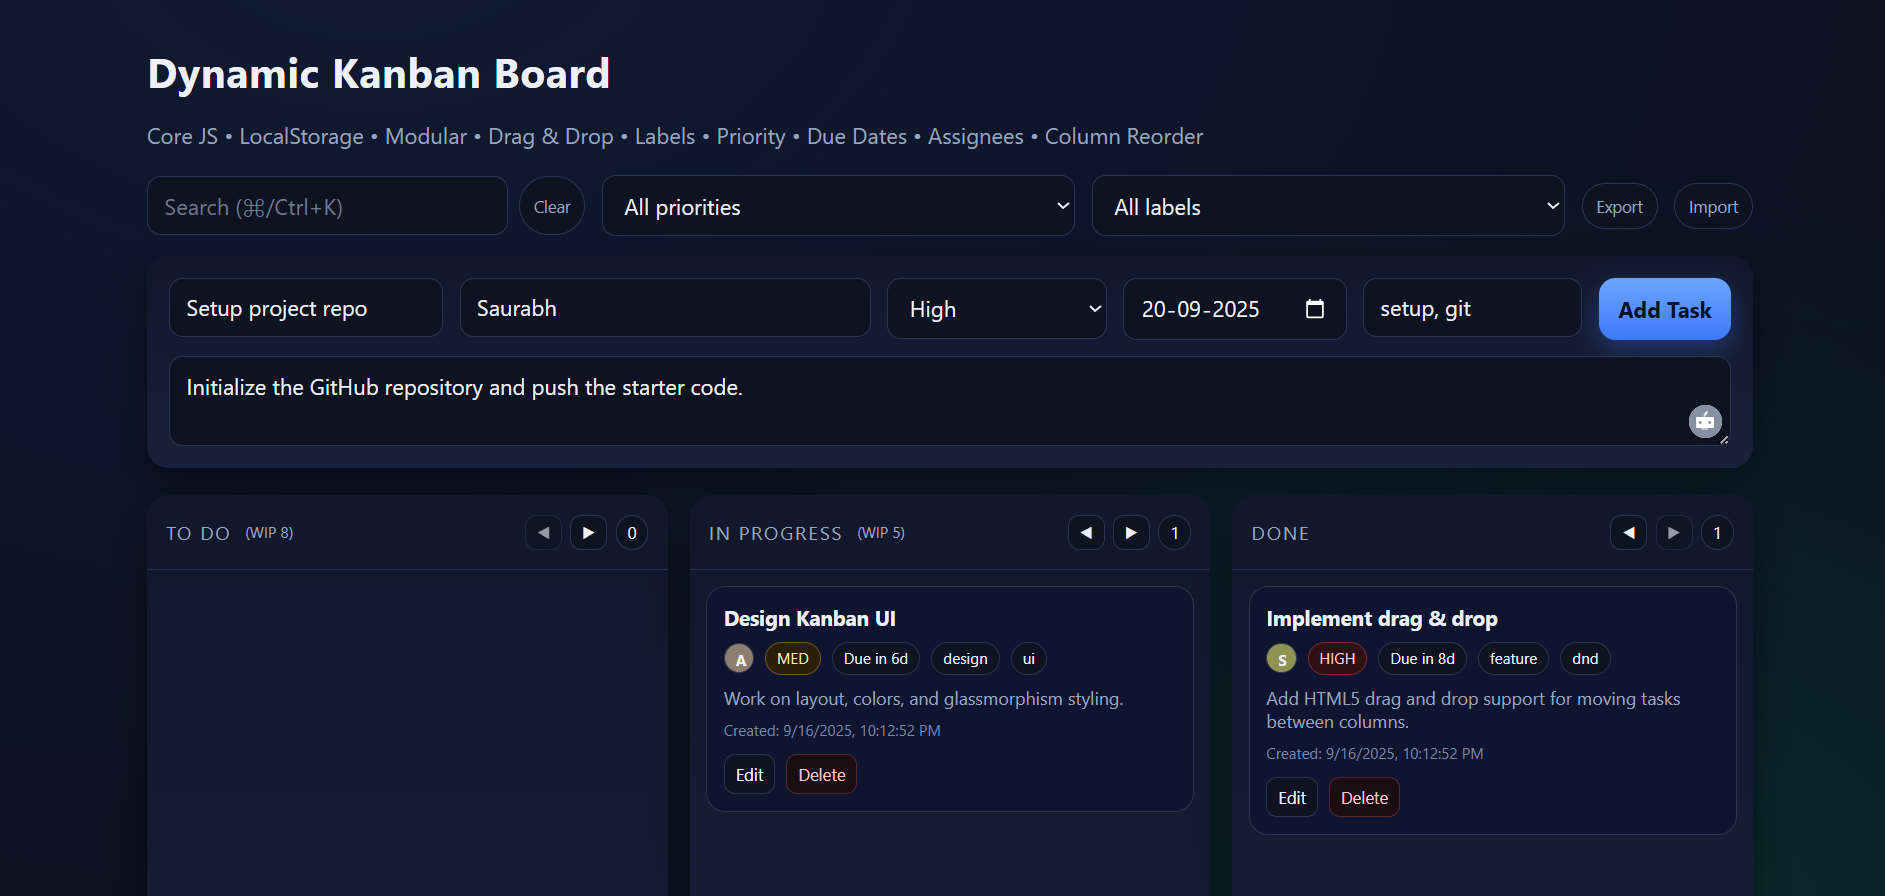 Dynamic Kanban Board
Core JS • LocalStorage • Modular • Drag & Drop • Labels • Priority • Due Dates • Assignees • Column Reorder
Search (⌘/Ctrl+K) Clear All priorities All labels Export Import
Setup project repo Saurabh High 20-09-2025 setup, git Add Task
Initialize the GitHub repository and push the starter code.
TO DO (WIP 8) ◀ ▶ 0
IN PROGRESS (WIP 5) ◀ ▶ 1
Design Kanban UI
A MED Due in 6d design ui
Work on layout, colors, and glassmorphism styling.
Created: 9/16/2025, 10:12:52 PM
Edit Delete
DONE ◀ ▶ 1
Implement drag & drop
S HIGH Due in 8d feature dnd
Add HTML5 drag and drop support for moving tasks
between columns.
Created: 9/16/2025, 10:12:52 PM
Edit Delete